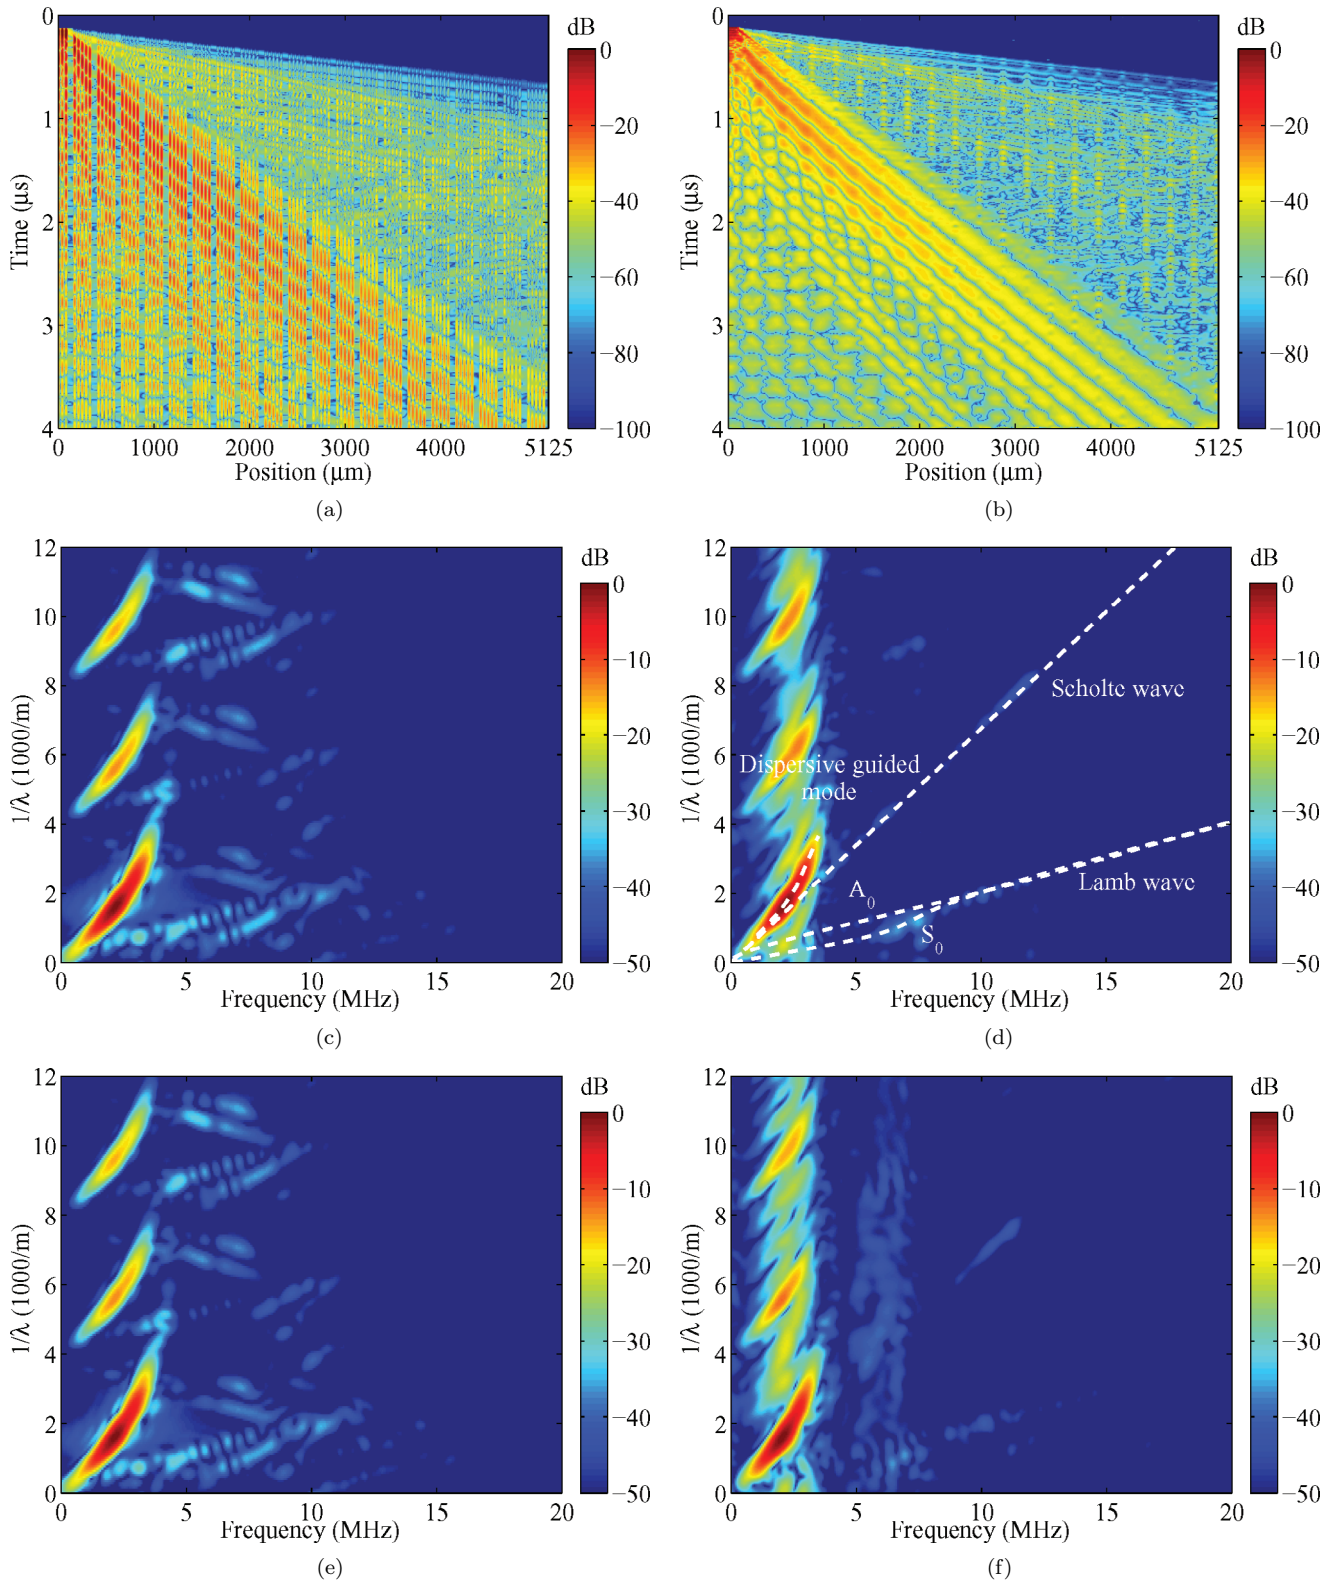 0
1
2
3
4
Time (μs)
0 1000 2000 3000 4000 5125
Position (μm)
dB
0
−20
−40
−60
−80
−100
(a)
0
1
2
3
4
Time (μs)
0 1000 2000 3000 4000 5125
Position (μm)
dB
0
−20
−40
−60
−80
−100
(b)
12
10
8
6
4
2
0
1/λ (1000/m)
0 5 10 15 20
Frequency (MHz)
dB
0
−10
−20
−30
−40
−50
(c)
12
10
8
6
4
2
0
1/λ (1000/m)
Scholte wave
Dispersive guided
mode
A0
Lamb wave
S0
0 5 10 15 20
Frequency (MHz)
dB
0
−10
−20
−30
−40
−50
(d)
12
10
8
6
4
2
0
1/λ (1000/m)
0 5 10 15 20
Frequency (MHz)
dB
0
−10
−20
−30
−40
−50
(e)
12
10
8
6
4
2
0
1/λ (1000/m)
0 5 10 15 20
Frequency (MHz)
dB
0
−10
−20
−30
−40
−50
(f)